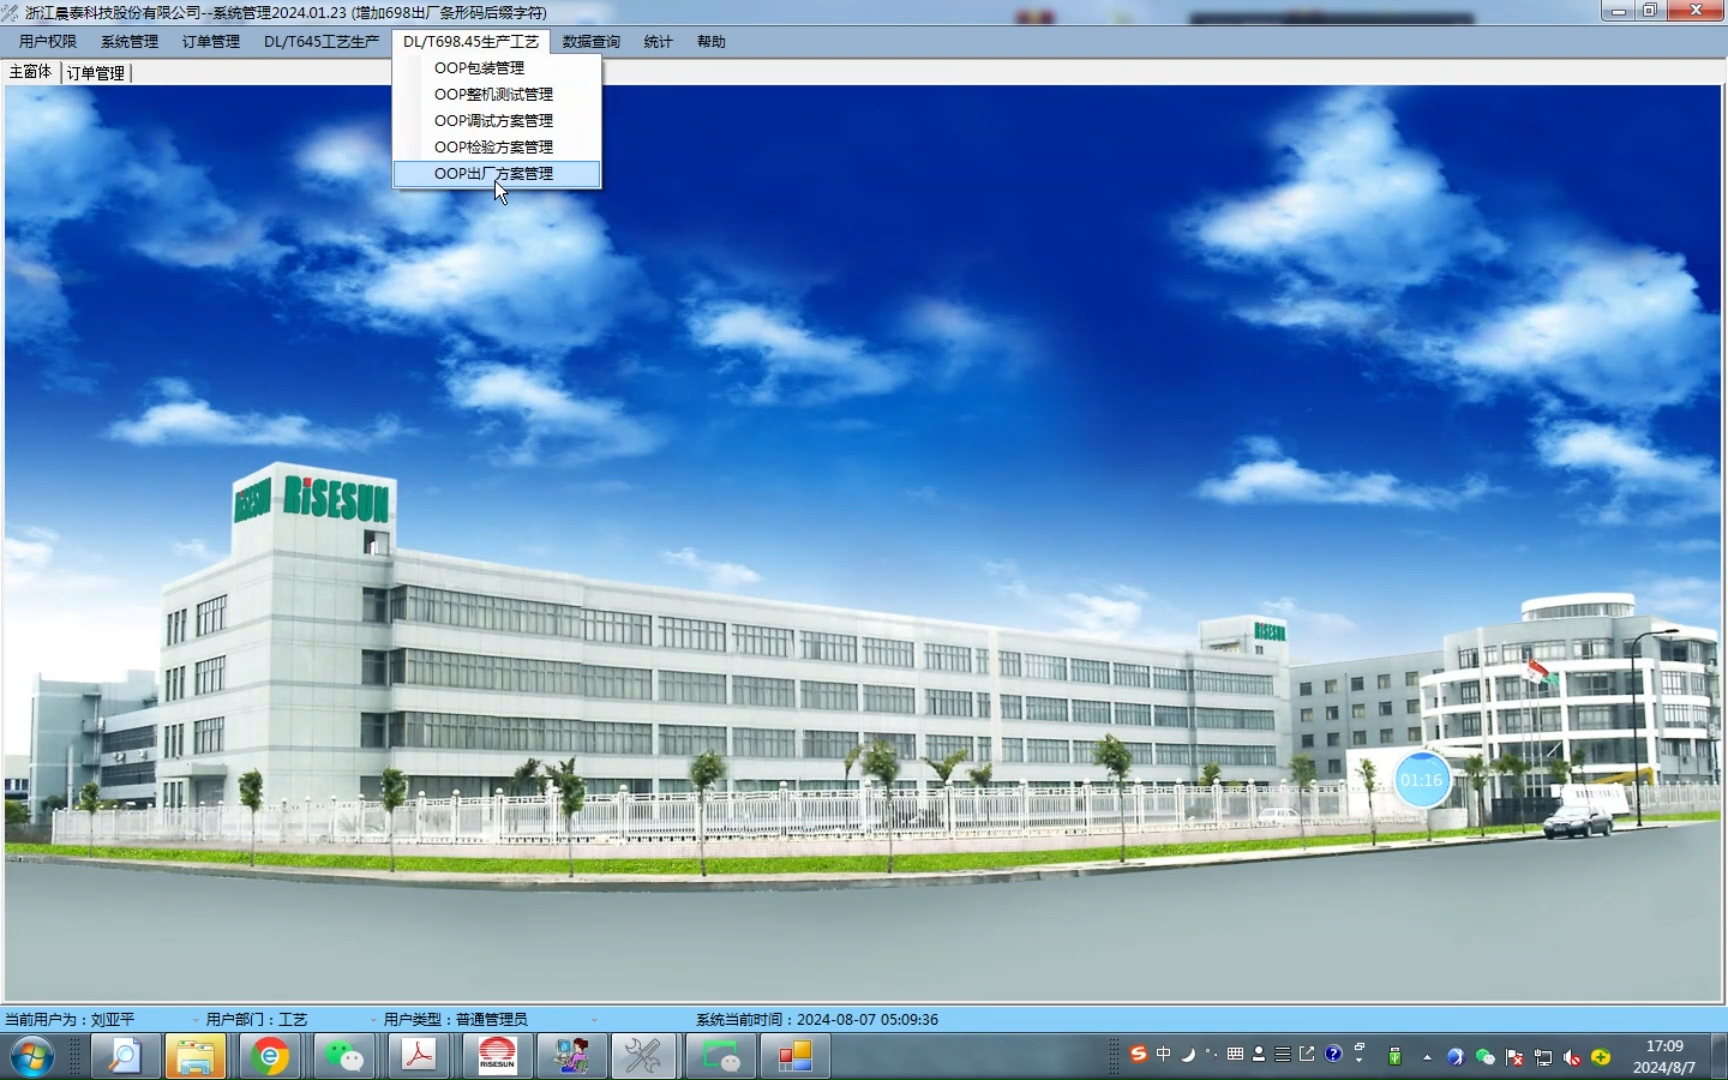 浙江晨泰科技股份有限公司--系统管理2024.01.23 (增加698出厂条形码后缀字符)
用户权限 系统管理 订单管理 DL/T645工艺生产 DL/T698.45生产工艺 数据查询 统计 帮助
主窗体 订单管理
OOP包装管理
OOP整机测试管理
OOP调试方案管理
OOP检验方案管理
OOP出厂方案管理
RiSESUN RiSESUN
RiSESUN
01:16
当前用户为：刘亚平 用户部门：工艺 用户类型：普通管理员 系统当前时间：2024-08-07 05:09:36
RISESUN
中
17:09
2024/8/7